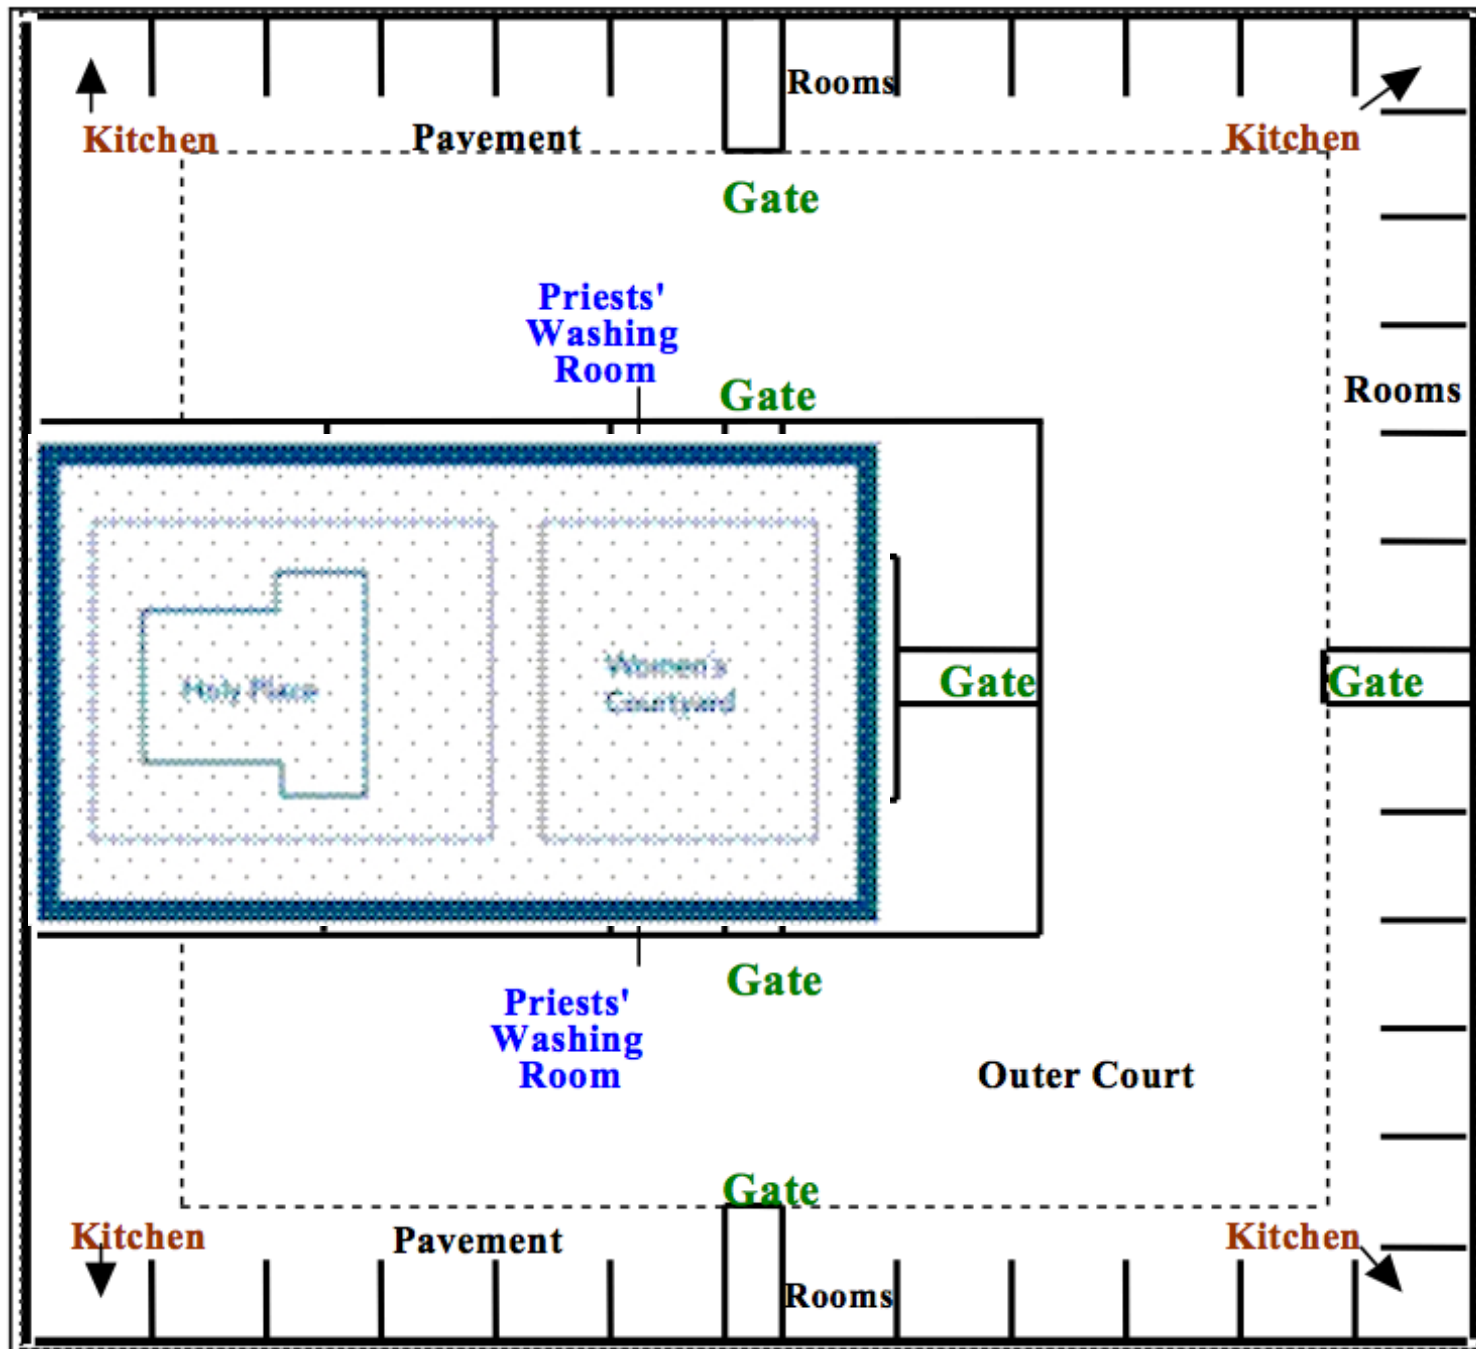 Rooms
Kitchen
Pavement
Kitchen
Gate
Priests'
Washing
Room
Gate
Rooms
Women's
Courtyard
Holy Place
Gate
Gate
Gate
Priests'
Washing
Room
Outer Court
Gate
Kitchen
Pavement
Kitchen
Rooms